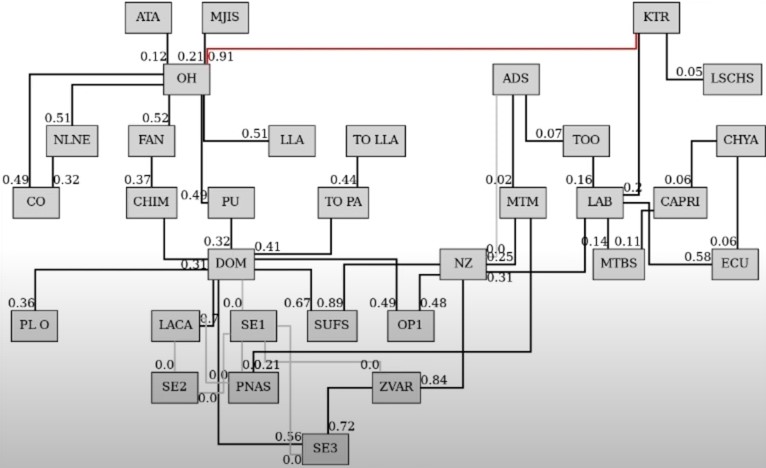 ATA MJIS KTR
0.12 0.21 0.91
OH ADS 0.05 LSCHS
0.51 0.52
NLNE FAN 0.51 LLA TO LLA 0.07 TOO CHYA
0.49 0.32 0.37 0.49 0.44 0.02 0.16 0.2 0.06
CO CHIM PU TO PA MTM LAB CAPRI
0.32 0.41 0.0 0.25 0.14 0.11 0.06
0.31 DOM NZ 0.31 MTBS 0.58 ECU
0.36 0.0 0.67 0.89 0.49 0.48
PL O LACA SE1 SUFS OP1
0.0 0.0 0.21 0.0
SE2 0.0 PNAS ZVAR 0.84
0.56 0.72
0.0 SE3